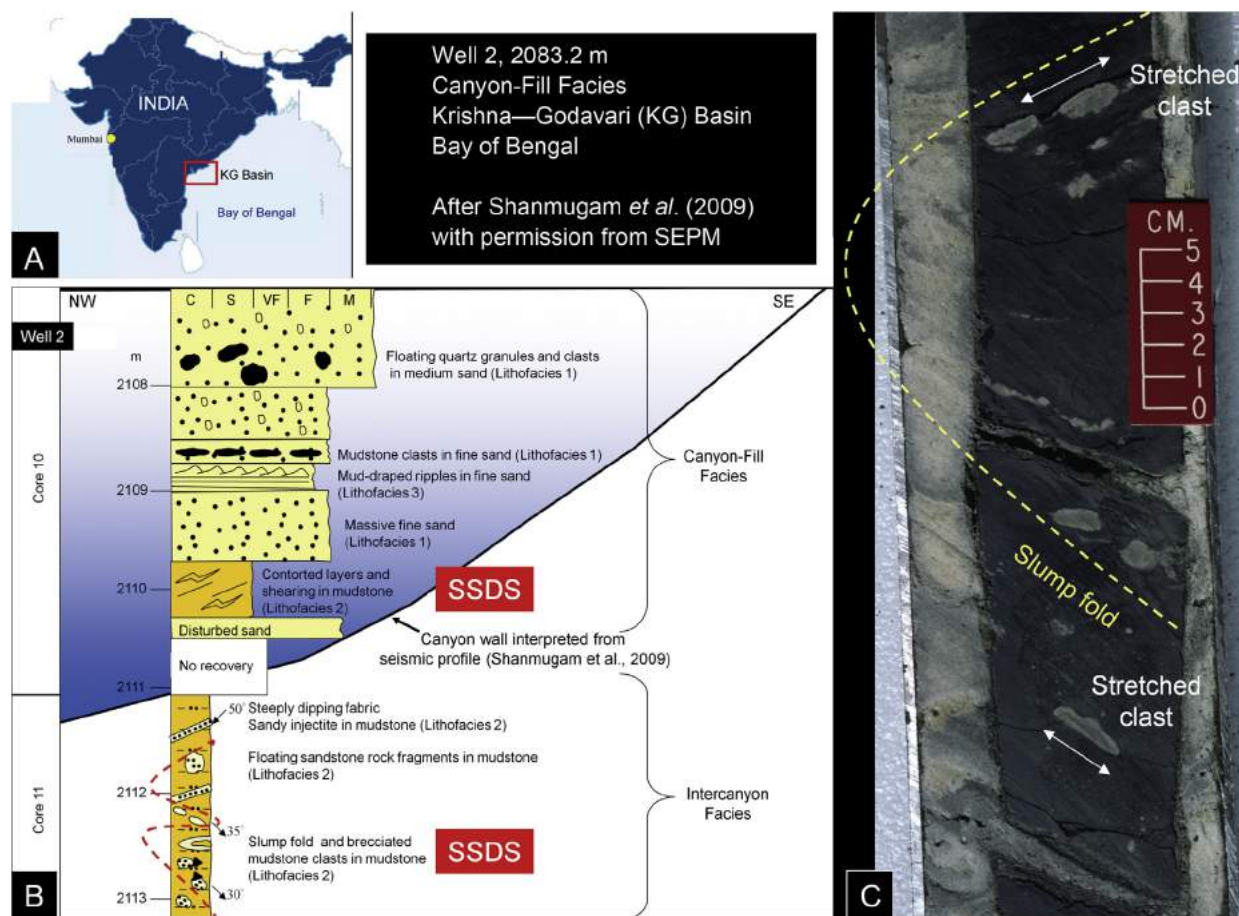 INDIA
Mumbai
KG Basin
Bay of Bengal
A
Well 2, 2083.2 m
Canyon-Fill Facies
Krishna—Godavari (KG) Basin
Bay of Bengal
After Shanmugam et al. (2009)
with permission from SEPM
NW
C S VF F M
SE
Well 2
m
Core 10
Floating quartz granules and clasts
in medium sand (Lithofacies 1)
2108
Mudstone clasts in fine sand (Lithofacies 1)
Mud-draped ripples in fine sand
(Lithofacies 3)
2109
Massive fine sand
(Lithofacies 1)
Canyon-Fill
Facies
2110
Contorted layers and
shearing in mudstone
(Lithofacies 2)
SSDS
Disturbed sand
Canyon wall interpreted from
seismic profile (Shanmugam et al., 2009)
No recovery
2111
Core 11
50°
Steeply dipping fabric
Sandy injectite in mudstone (Lithofacies 2)
Floating sandstone rock fragments in mudstone
(Lithofacies 2)
2112
Intercanyon
Facies
35°
Slump fold and brecciated
mudstone clasts in mudstone
(Lithofacies 2)
SSDS
30°
2113
B
Stretched
clast
CM.
5
4
3
2
1
0
Slump fold
Stretched
clast
C